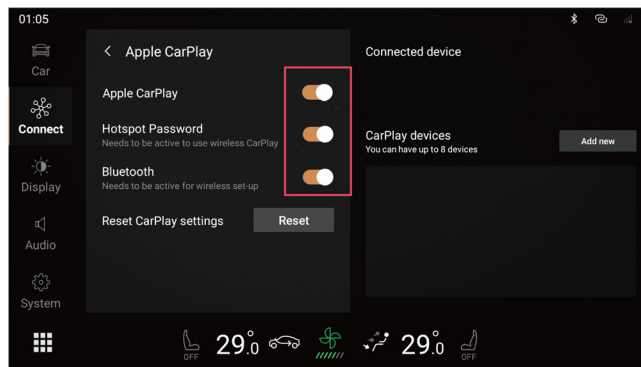 01:05
Car
Connect
Display
Audio
System
Apple CarPlay
Apple CarPlay
Hotspot Password
Needs to be active to use wireless CarPlay
Bluetooth
Needs to be active for wireless set-up
Reset CarPlay settings
Reset
Connected device
CarPlay devices
You can have up to 8 devices
Add new
OFF
29.0°
29.0°
OFF